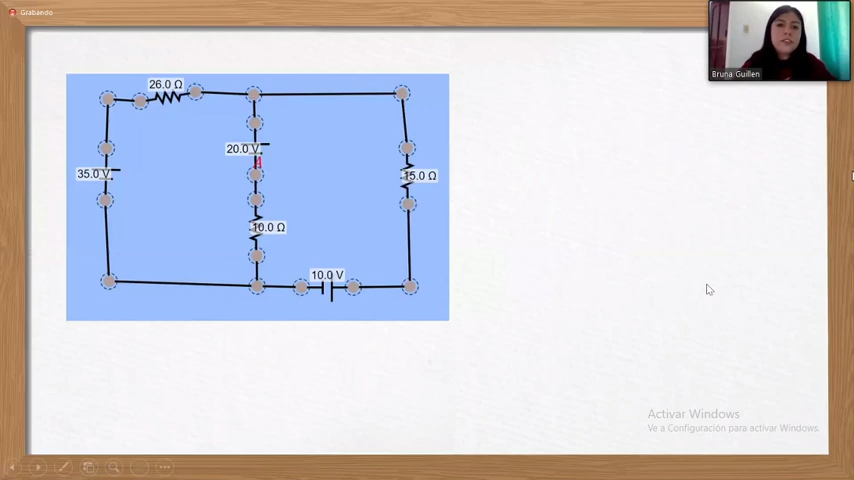 Grabando
26.0 Ω
20.0 V
35.0 V
15.0 Ω
10.0 Ω
10.0 V
Bruna Guillen
Activar Windows
Ve a Configuración para activar Windows.